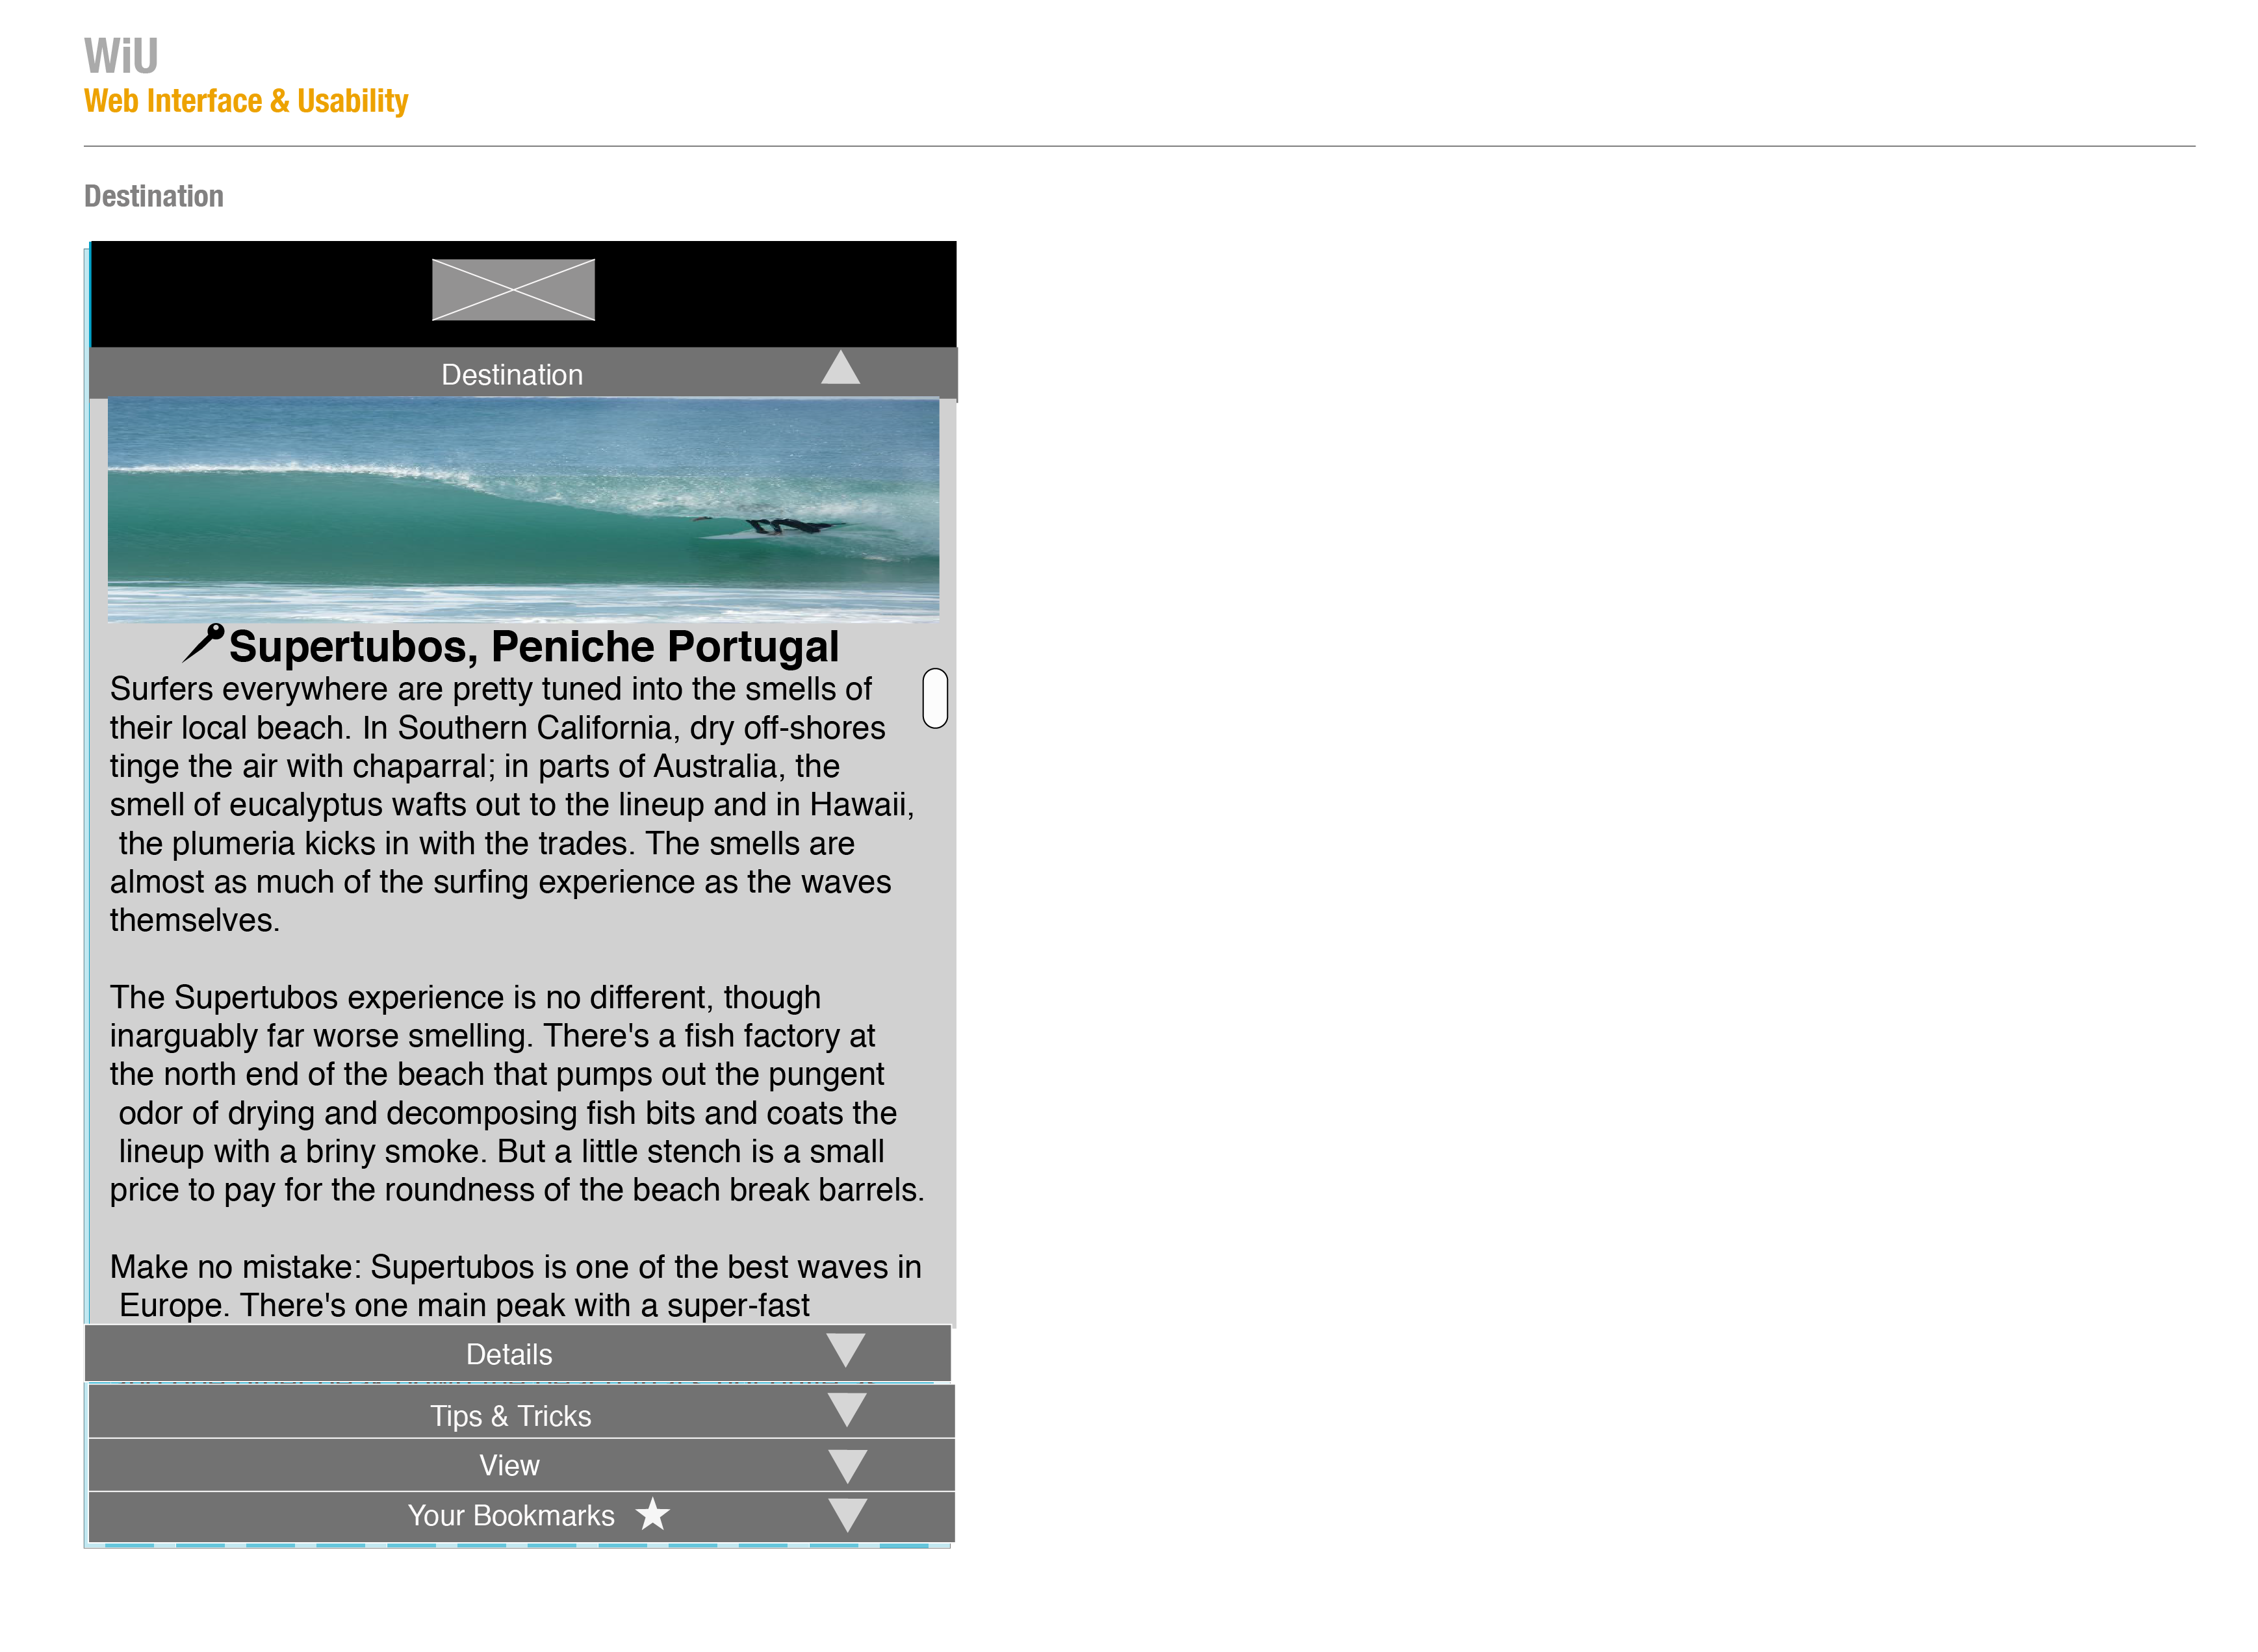 WiU
Web Interface & Usability
Destination
Destination
Supertubos, Peniche Portugal
Surfers everywhere are pretty tuned into the smells of
their local beach. In Southern California, dry off-shores
tinge the air with chaparral; in parts of Australia, the
smell of eucalyptus wafts out to the lineup and in Hawaii,
the plumeria kicks in with the trades. The smells are
almost as much of the surfing experience as the waves
themselves.
The Supertubos experience is no different, though
inarguably far worse smelling. There's a fish factory at
the north end of the beach that pumps out the pungent
odor of drying and decomposing fish bits and coats the
lineup with a briny smoke. But a little stench is a small
price to pay for the roundness of the beach break barrels.
Make no mistake: Supertubos is one of the best waves in
Europe. There's one main peak with a super-fast
Details
Tips & Tricks
View
Your Bookmarks